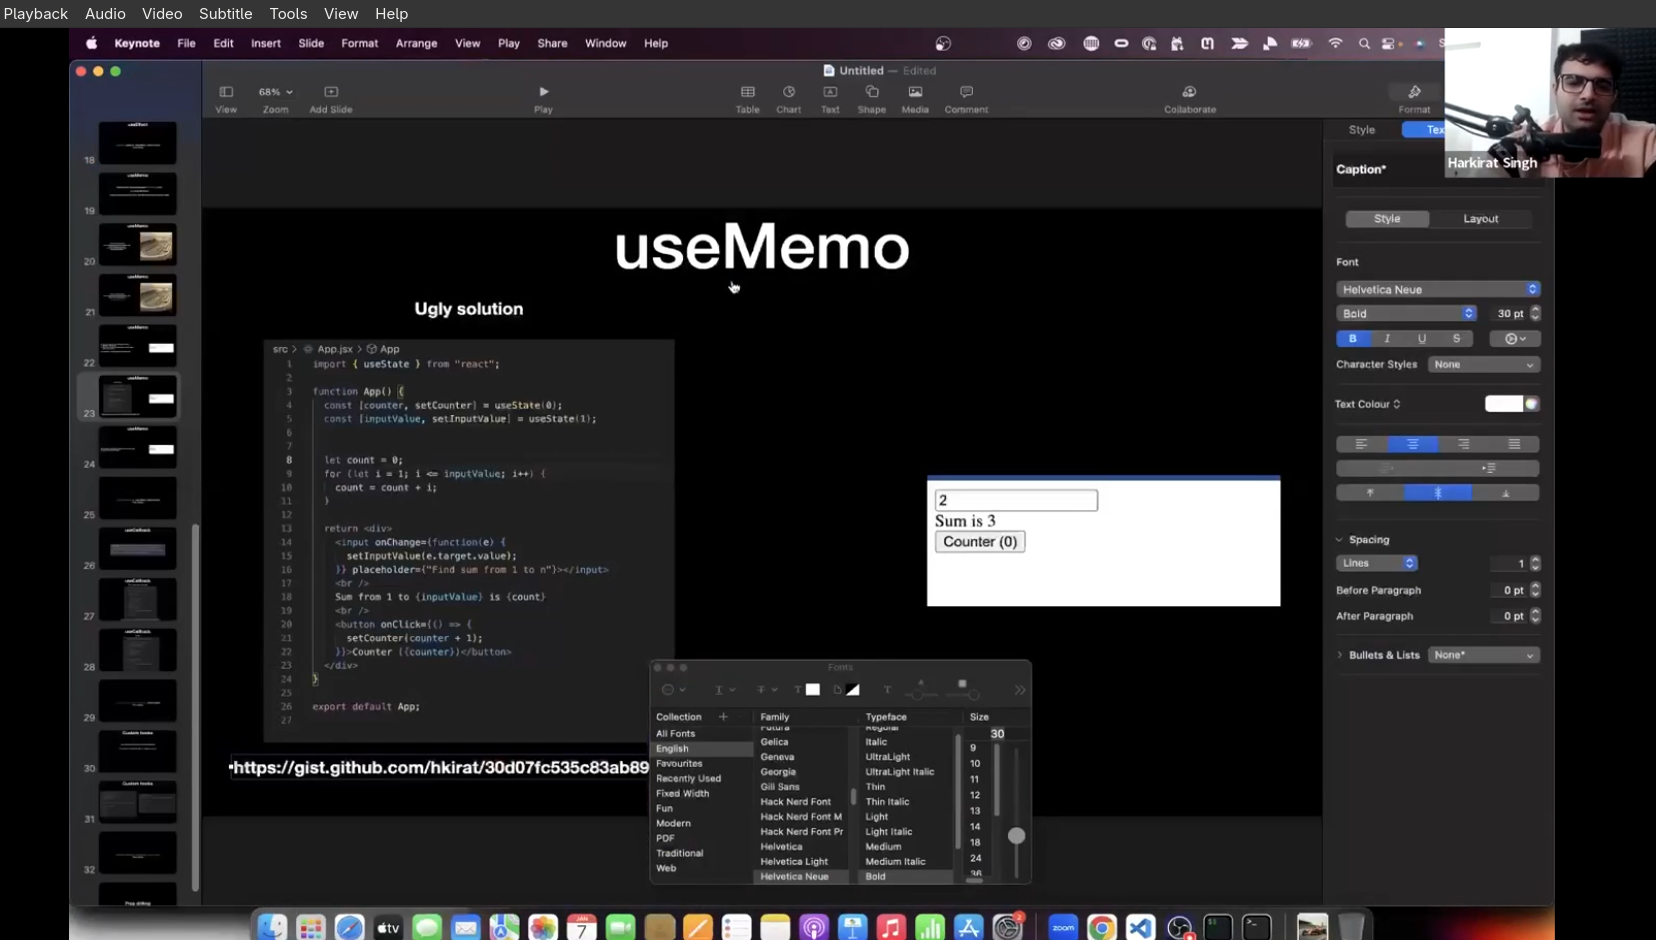 Playback Audio Video Subtitle Tools View Help
Keynote File Edit Insert Slide Format Arrange View Play Share Window Help
Untitled — Edited
68%
View Zoom Add Slide Play Table Chart Text Shape Media Comment Collaborate Format
Harkirat Singh
Style
Caption*
Style Layout
Font
Helvetica Neue
Bold 30 pt
B I U S
Character Styles None
Text Colour
Spacing
Lines 1
Before Paragraph 0 pt
After Paragraph 0 pt
Bullets & Lists None*
18
19
20
21
22
23
24
25
26
27
28
29
30
31
32
useMemo
Ugly solution
src > App.jsx > App
1 import { useState } from "react";
2
3 function App() {
4 const [counter, setCounter] = useState(0);
5 const [inputValue, setInputValue] = useState(1);
6
7
8 let count = 0;
9 for (let i = 1; i <= inputValue; i++) {
10 count = count + i;
11 }
12
13 return <div>
14 <input onChange={function(e) {
15 setInputValue(e.target.value);
16 }} placeholder={"Find sum from 1 to n"}></input>
17 <br />
18 Sum from 1 to {inputValue} is {count}
19 <br />
20 <button onClick={() => {
21 setCounter(counter + 1);
22 }}>Counter ({counter})</button>
23 </div>
24 }
25
26 export default App;
27
https://gist.github.com/hkirat/30d07fc535c83ab89
2
Sum is 3
Counter (0)
Fonts
Collection + Family Typeface Size
All Fonts
English
Favourites
Recently Used
Fixed Width
Fun
Modern
PDF
Traditional
Web
Futura
Gelica
Geneva
Georgia
Gill Sans
Hack Nerd Font
Hack Nerd Font M
Hack Nerd Font Pr
Helvetica
Helvetica Light
Helvetica Neue
Regular
Italic
UltraLight
UltraLight Italic
Thin
Thin Italic
Light
Light Italic
Medium
Medium Italic
Bold
30
9
10
11
12
13
14
18
24
36
tv
JAN
7
2
zoom